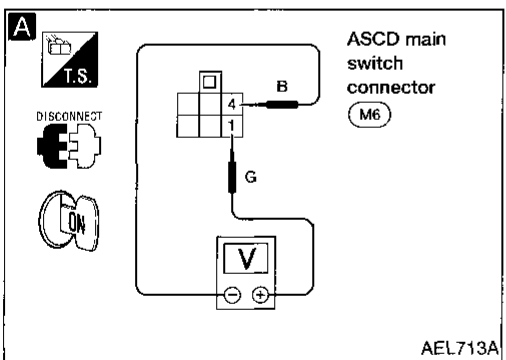 A
T.S.
DISCONNECT
ON
ASCD main
switch
connector
M6
4
1
B
G
V
− +
AEL713A